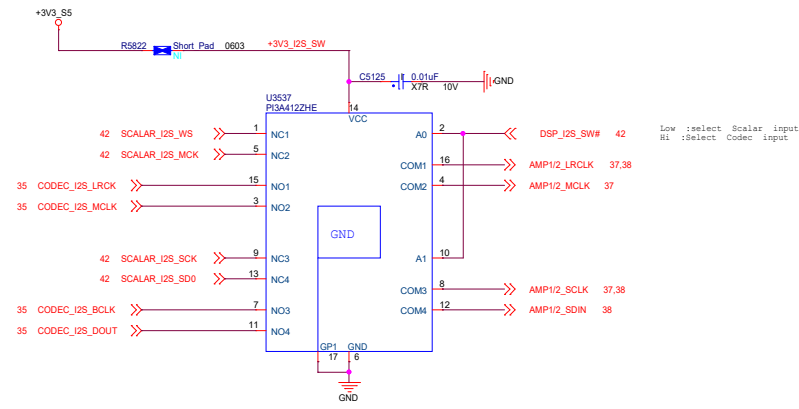 +3V3_S5
R5822 Short Pad 0603 +3V3_I2S_SW
NI
C5125 0.01uF
X7R 10V
GND
U3537
PI3A412ZHE
14
VCC
42 SCALAR_I2S_WS 1 NC1
42 SCALAR_I2S_MCK 5 NC2
35 CODEC_I2S_LRCK 15 NO1
35 CODEC_I2S_MCLK 3 NO2
42 SCALAR_I2S_SCK 9 NC3
42 SCALAR_I2S_SD0 13 NC4
35 CODEC_I2S_BCLK 7 NO3
35 CODEC_I2S_DOUT 11 NO4
GND
A0 2 DSP_I2S_SW# 42
Low :select Scalar input
Hi :Select Codec input
COM1 16 AMP1/2_LRCLK 37,38
COM2 4 AMP1/2_MCLK 37
A1 10
COM3 8 AMP1/2_SCLK 37,38
COM4 12 AMP1/2_SDIN 38
GP1 GND
17 6
GND